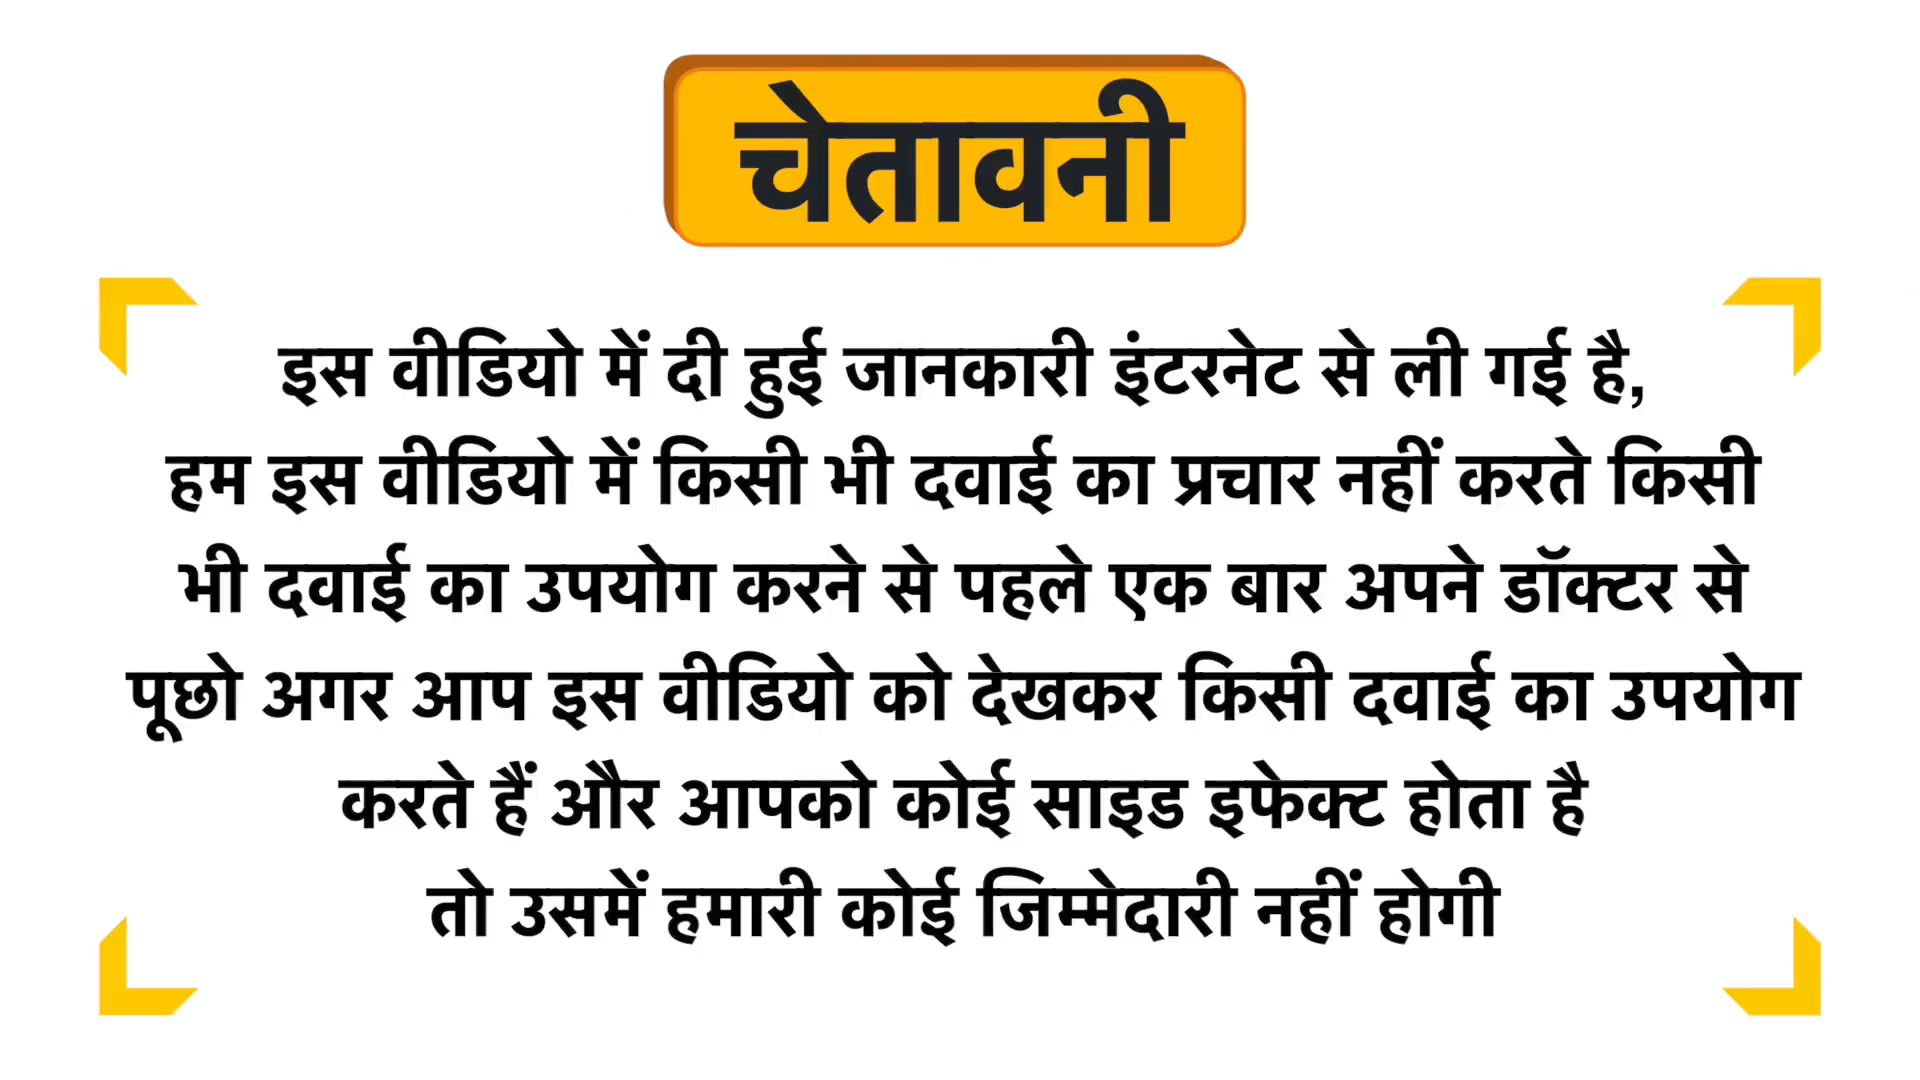 चेतावनी
इस वीडियो में दी हुई जानकारी इंटरनेट से ली गई है,
हम इस वीडियो में किसी भी दवाई का प्रचार नहीं करते किसी
भी दवाई का उपयोग करने से पहले एक बार अपने डॉक्टर से
पूछो अगर आप इस वीडियो को देखकर किसी दवाई का उपयोग
करते हैं और आपको कोई साइड इफेक्ट होता है
तो उसमें हमारी कोई जिम्मेदारी नहीं होगी